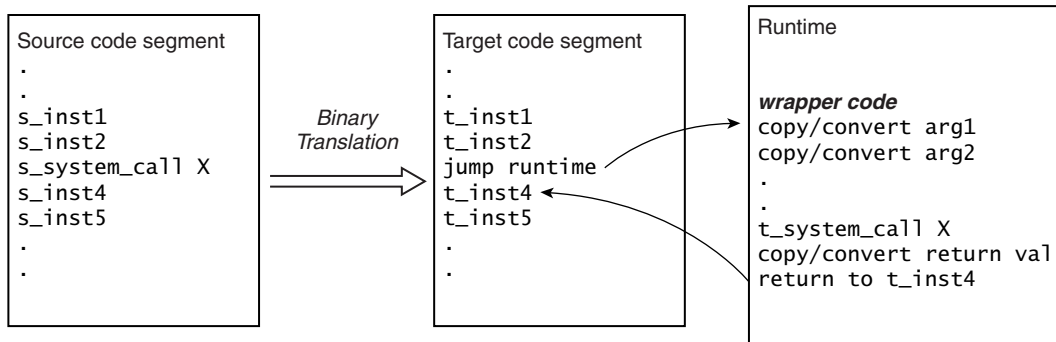 Source code segment
.
.
s_inst1
s_inst2
s_system_call X
s_inst4
s_inst5
.
.
Binary
Translation
Target code segment
.
.
t_inst1
t_inst2
jump runtime
t_inst4
t_inst5
.
.
Runtime
wrapper code
copy/convert arg1
copy/convert arg2
.
.
t_system_call X
copy/convert return val
return to t_inst4